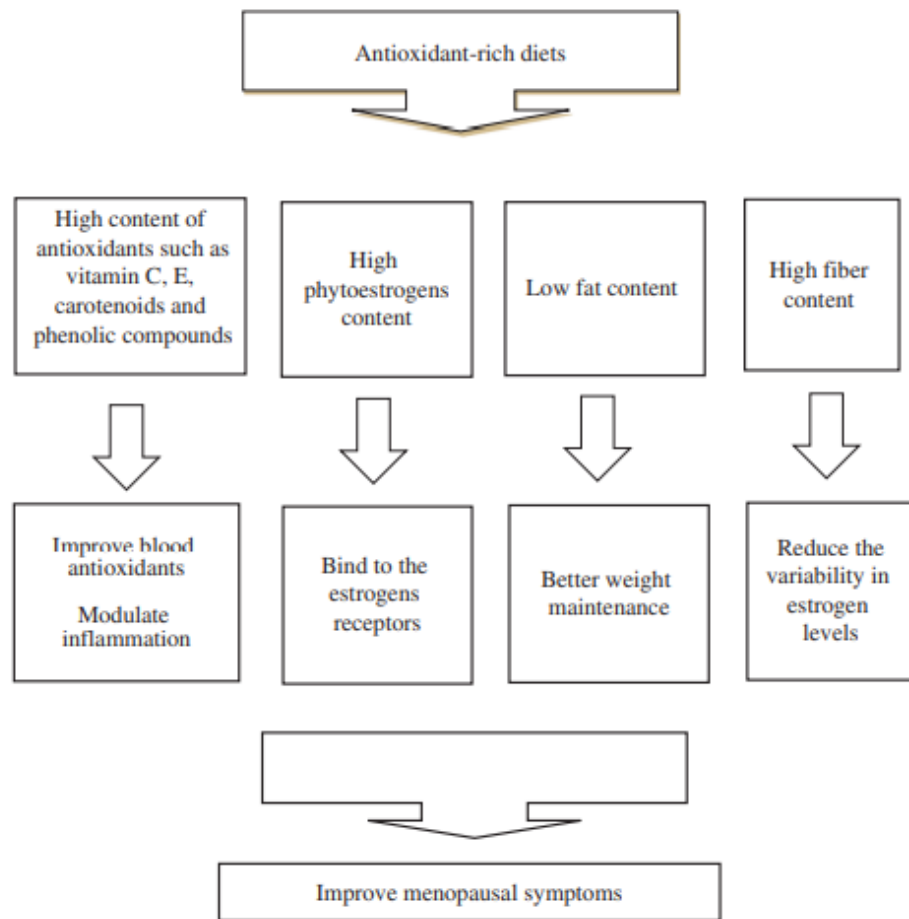 Antioxidant-rich diets
High content of
antioxidants such as
vitamin C, E,
carotenoids and
phenolic compounds
High
phytoestrogens
content
Low fat content
High fiber
content
Improve blood
antioxidants
Modulate
inflammation
Bind to the
estrogens
receptors
Better weight
maintenance
Reduce the
variability in
estrogen
levels
Improve menopausal symptoms